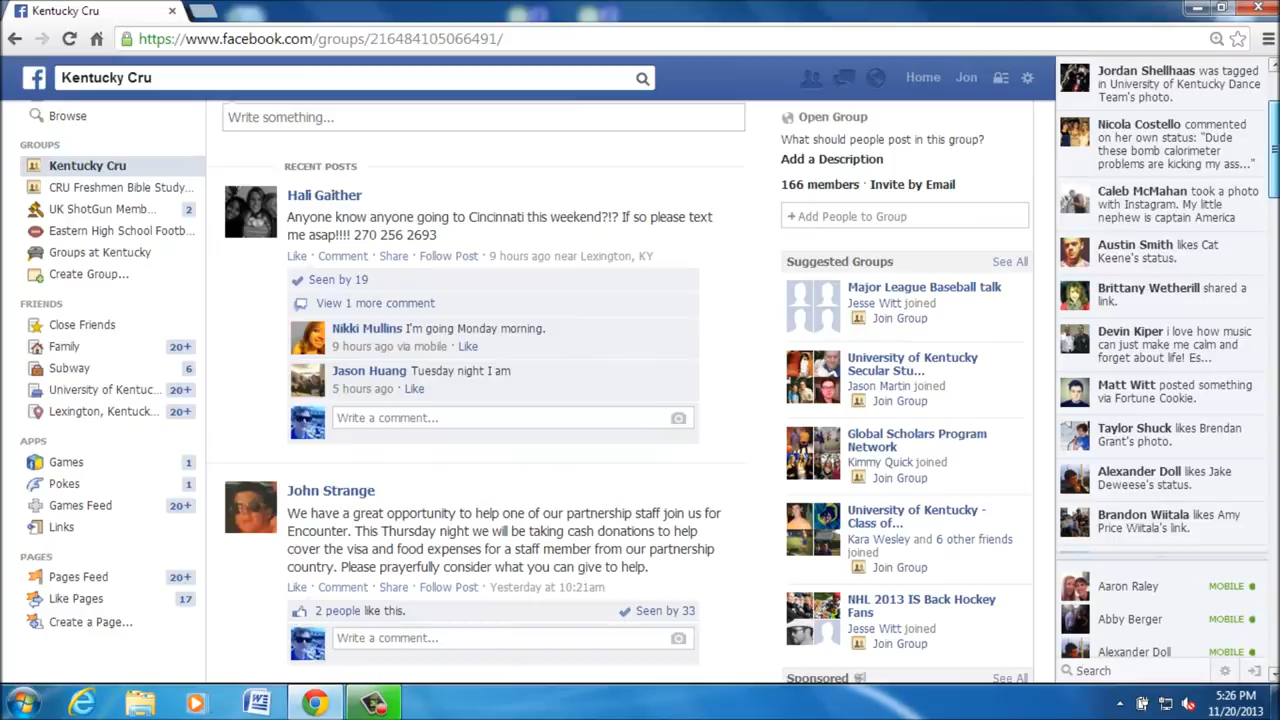 Kentucky Cru
https://www.facebook.com/groups/216484105066491/
Kentucky Cru
Home Jon
Browse
GROUPS
Kentucky Cru
CRU Freshmen Bible Study...
UK ShotGun Memb... 2
Eastern High School Footb...
Groups at Kentucky
Create Group...
FRIENDS
Close Friends
Family 20+
Subway 6
University of Kentuc... 20+
Lexington, Kentuck... 20+
APPS
Games 1
Pokes 1
Games Feed 20+
Links
PAGES
Pages Feed 20+
Like Pages 17
Create a Page...
Write something...
RECENT POSTS
Hali Gaither
Anyone know anyone going to Cincinnati this weekend?!? If so please text
me asap!!!! 270 256 2693
Like · Comment · Share · Follow Post · 9 hours ago near Lexington, KY
Seen by 19
View 1 more comment
Nikki Mullins I'm going Monday morning.
9 hours ago via mobile · Like
Jason Huang Tuesday night I am
5 hours ago · Like
Write a comment...
John Strange
We have a great opportunity to help one of our partnership staff join us for
Encounter. This Thursday night we will be taking cash donations to help
cover the visa and food expenses for a staff member from our partnership
country. Please prayerfully consider what you can give to help.
Like · Comment · Share · Follow Post · Yesterday at 10:21am
2 people like this. Seen by 33
Write a comment...
Open Group
What should people post in this group?
Add a Description
166 members · Invite by Email
+ Add People to Group
Suggested Groups See All
Major League Baseball talk
Jesse Witt joined
Join Group
University of Kentucky
Secular Stu...
Jason Martin joined
Join Group
Global Scholars Program
Network
Kimmy Quick joined
Join Group
University of Kentucky -
Class of...
Kara Wesley and 6 other friends
joined
Join Group
NHL 2013 IS Back Hockey
Fans
Jesse Witt joined
Join Group
Sponsored See All
Jordan Shellhaas was tagged
in University of Kentucky Dance
Team's photo.
Nicola Costello commented
on her own status: "Dude
these bomb calorimeter
problems are kicking my ass..."
Caleb McMahan took a photo
with Instagram. My little
nephew is captain America
Austin Smith likes Cat
Keene's status.
Brittany Wetherill shared a
link.
Devin Kiper i love how music
can just make me calm and
forget about life! Es...
Matt Witt posted something
via Fortune Cookie.
Taylor Shuck likes Brendan
Grant's photo.
Alexander Doll likes Jake
Deweese's status.
Brandon Wiitala likes Amy
Price Wiitala's link.
Aaron Raley MOBILE
Abby Berger MOBILE
Alexander Doll MOBILE
Search
5:26 PM
11/20/2013